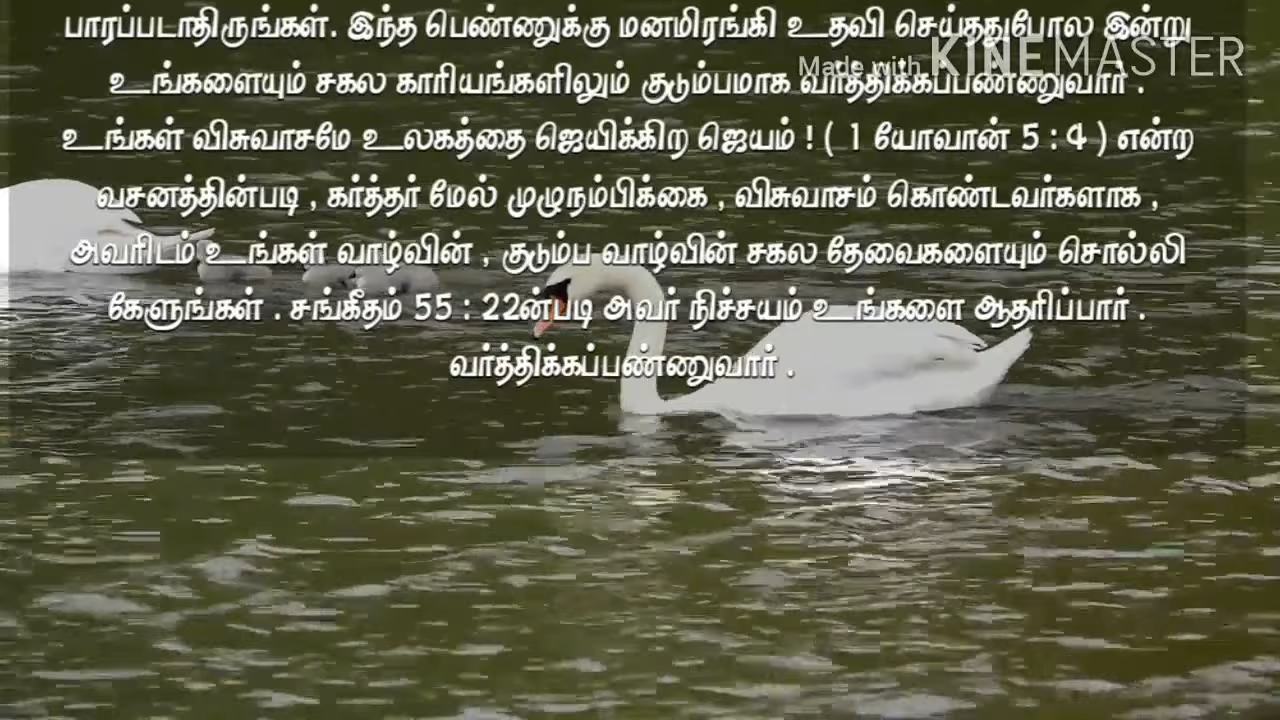 பாரப்படாதிருங்கள். இந்த பெண்ணுக்கு மனமிரங்கி உதவி செய்ததுபோல இன்று
Made with KINEMASTER
உங்களையும் சகல காரியங்களிலும் குடும்பமாக வர்த்திக்கப்பண்ணுவார் .
உங்கள் விசுவாசமே உலகத்தை ஜெயிக்கிற ஜெயம் ! ( 1 யோவான் 5 : 4 ) என்ற
வசனத்தின்படி , கர்த்தர் மேல் முழுநம்பிக்கை , விசுவாசம் கொண்டவர்களாக ,
அவரிடம் உங்கள் வாழ்வின் , குடும்ப வாழ்வின் சகல தேவைகளையும் சொல்லி
கேளுங்கள் . சங்கீதம் 55 : 22ன்படி அவர் நிச்சயம் உங்களை ஆதரிப்பார் .
வர்த்திக்கப்பண்ணுவார் .